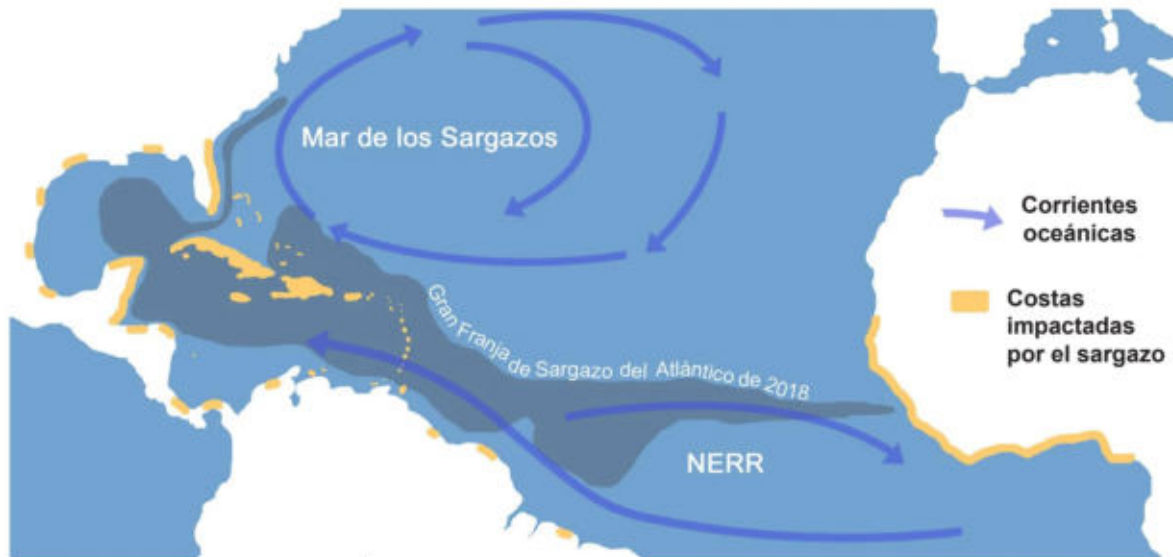 Mar de los Sargazos
Corrientes
oceánicas
Costas
impactadas
por el sargazo
Gran Franja de Sargazo del Atlántico de 2018
NERR